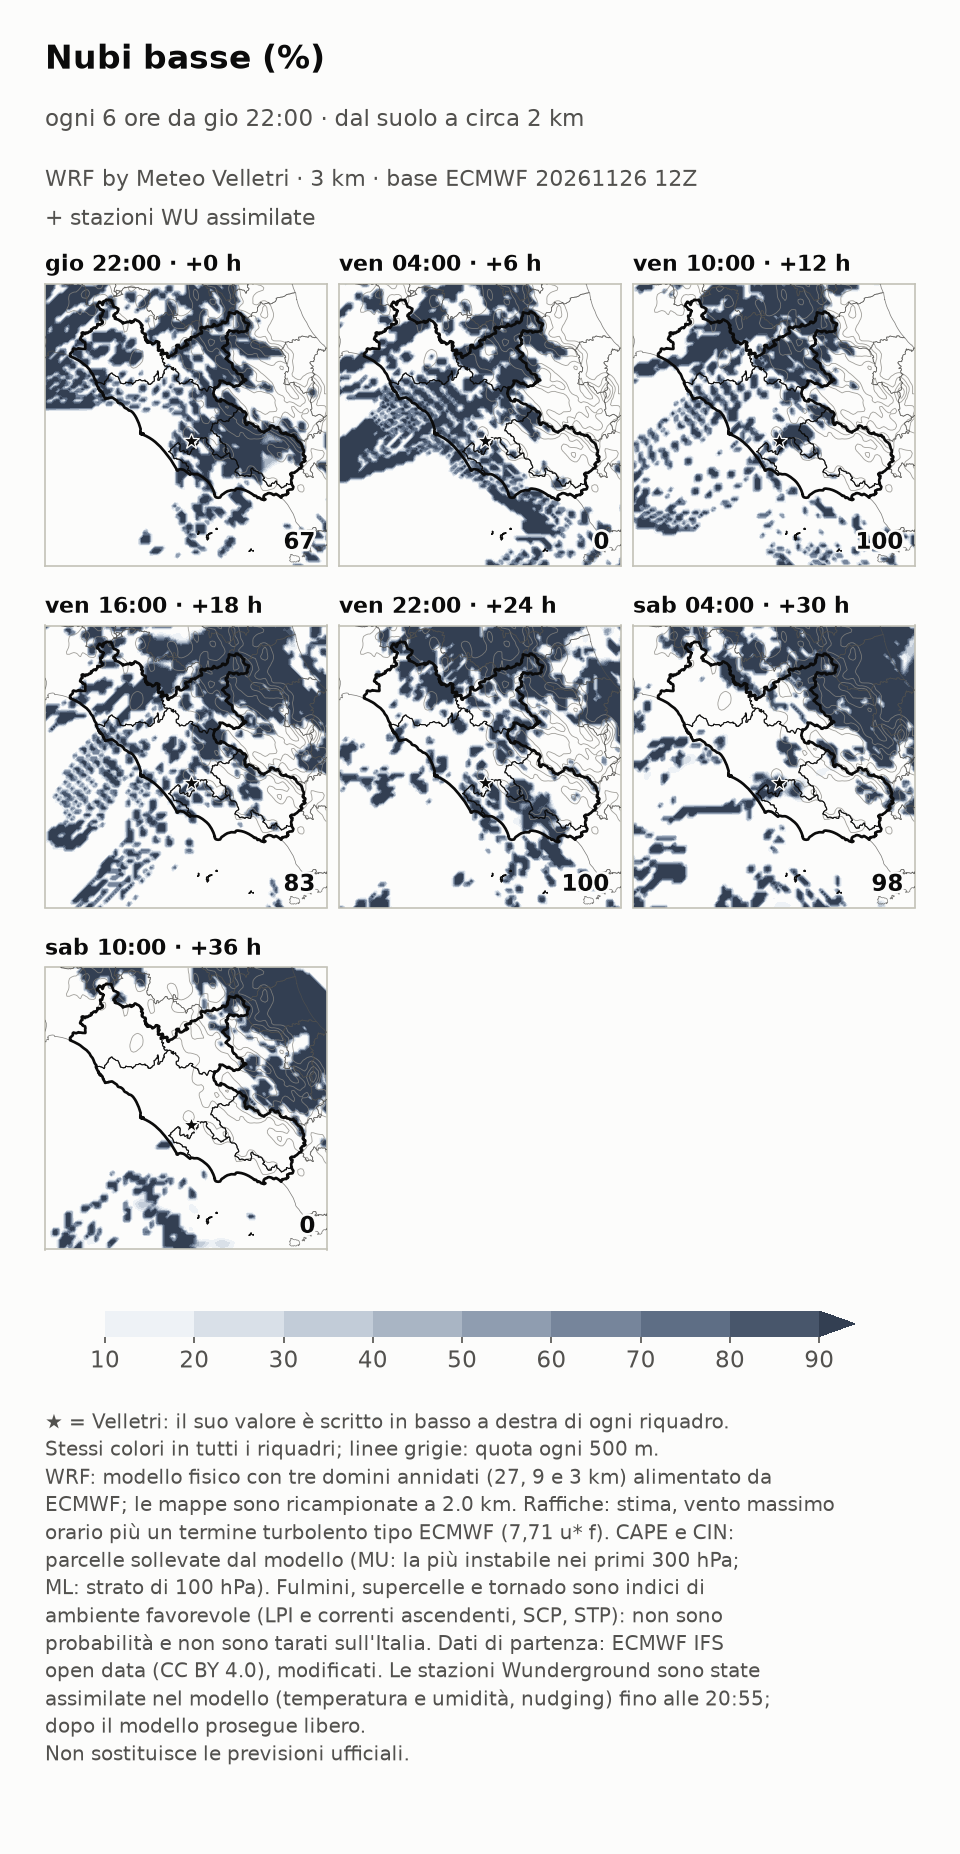 Nubi basse (%)
ogni 6 ore da gio 22:00 · dal suolo a circa 2 km
WRF by Meteo Velletri · 3 km · base ECMWF 20261126 12Z
+ stazioni WU assimilate
gio 22:00 · +0 h
ven 04:00 · +6 h
ven 10:00 · +12 h
67
0
100
ven 16:00 · +18 h
ven 22:00 · +24 h
sab 04:00 · +30 h
83
100
98
sab 10:00 · +36 h
0
10 20 30 40 50 60 70 80 90
★ = Velletri: il suo valore è scritto in basso a destra di ogni riquadro.
Stessi colori in tutti i riquadri; linee grigie: quota ogni 500 m.
WRF: modello fisico con tre domini annidati (27, 9 e 3 km) alimentato da
ECMWF; le mappe sono ricampionate a 2.0 km. Raffiche: stima, vento massimo
orario più un termine turbolento tipo ECMWF (7,71 u* f). CAPE e CIN:
parcelle sollevate dal modello (MU: la più instabile nei primi 300 hPa;
ML: strato di 100 hPa). Fulmini, supercelle e tornado sono indici di
ambiente favorevole (LPI e correnti ascendenti, SCP, STP): non sono
probabilità e non sono tarati sull'Italia. Dati di partenza: ECMWF IFS
open data (CC BY 4.0), modificati. Le stazioni Wunderground sono state
assimilate nel modello (temperatura e umidità, nudging) fino alle 20:55;
dopo il modello prosegue libero.
Non sostituisce le previsioni ufficiali.